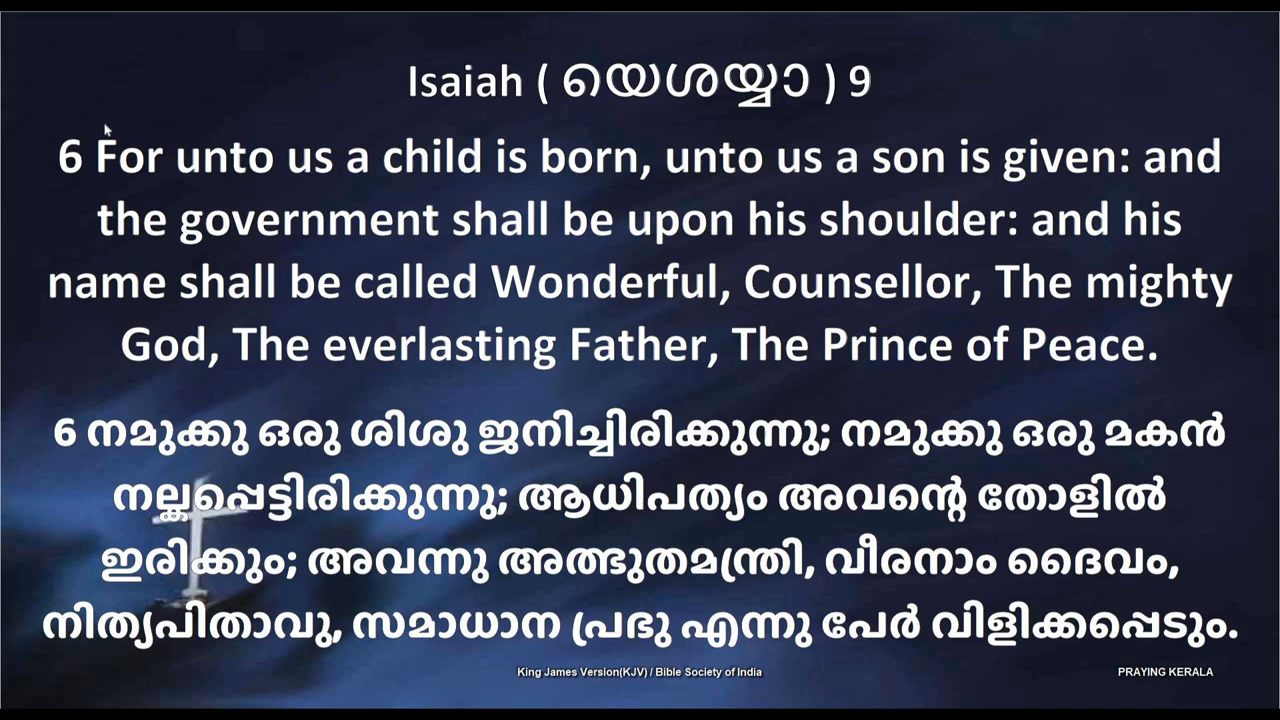 Isaiah ( യെശയ്യാ ) 9
6 For unto us a child is born, unto us a son is given: and
the government shall be upon his shoulder: and his
name shall be called Wonderful, Counsellor, The mighty
God, The everlasting Father, The Prince of Peace.
6 നമുക്കു ഒരു ശിശു ജനിച്ചിരിക്കുന്നു; നമുക്കു ഒരു മകൻ
നല്ലപ്പെട്ടിരിക്കുന്നു; ആധിപത്യം അവന്റെ തോളിൽ
ഇരിക്കും; അവന്നു അത്ഭുതമന്ത്രി, വീരനാം ദൈവം,
നിത്യപിതാവു, സമാധാന പ്രഭു എന്നു പേർ വിളിക്കപ്പെടും.
King James Version(KJV) / Bible Society of India
PRAYING KERALA